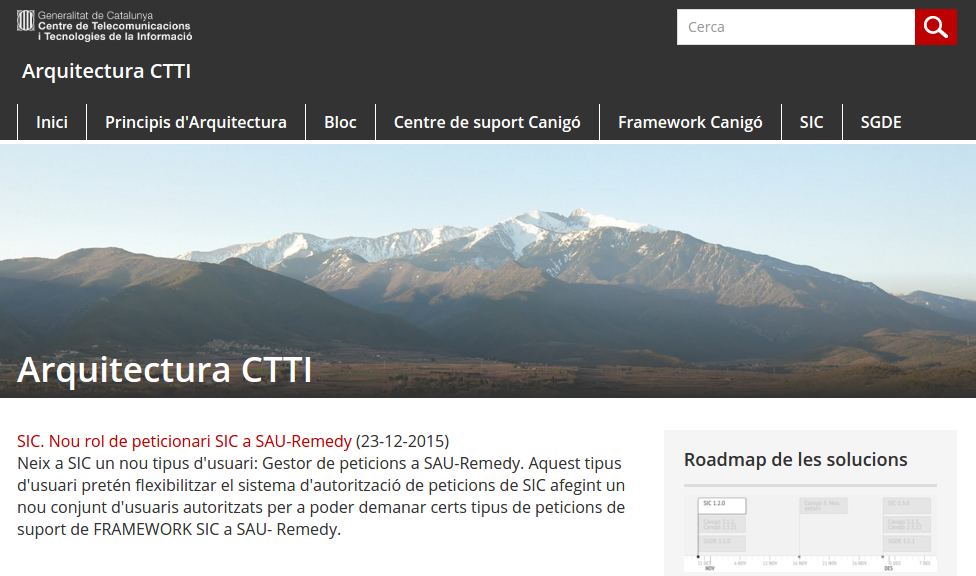 Generalitat de Catalunya
Centre de Telecomunicacions
i Tecnologies de la Informació
Cerca
Arquitectura CTTI
Inici
Principis d'Arquitectura
Bloc
Centre de suport Canigó
Framework Canigó
SIC
SGDE
Arquitectura CTTI
SIC. Nou rol de peticionari SIC a SAU-Remedy (23-12-2015)
Neix a SIC un nou tipus d'usuari: Gestor de peticions a SAU-Remedy. Aquest tipus
d'usuari pretén flexibilitzar el sistema d'autorització de peticions de SIC afegint un
nou conjunt d'usuaris autoritzats per a poder demanar certs tipus de peticions de
suport de FRAMEWORK SIC a SAU- Remedy.
Roadmap de les solucions
SIC 1.2.0
NOV
DES